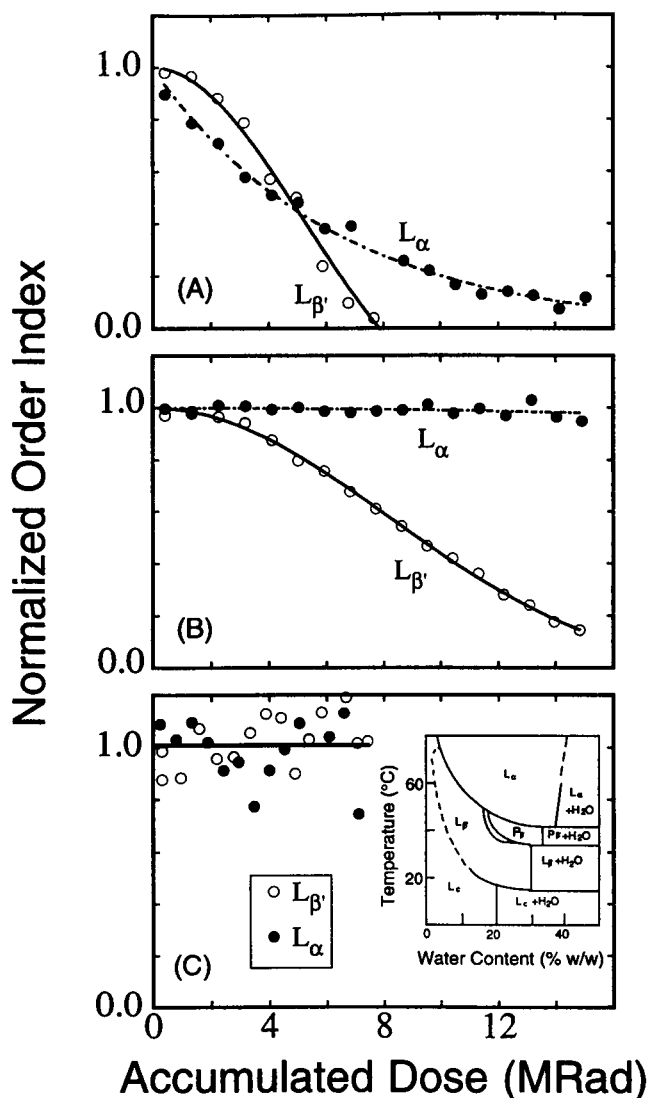 Normalized Order Index
1.0
0.0
(A)
Lα
Lβ'
1.0
0.0
(B)
Lα
Lβ'
1.0
0.0
(C)
Lβ'
Lα
Temperature (°C)
60
20
Lα
Lα
+H2O
Lβ'
Pβ'
Pβ'+H2O
Lβ'+H2O
Lc
Lc +H2O
0
20
40
Water Content (% w/w)
0
4
8
12
Accumulated Dose (MRad)